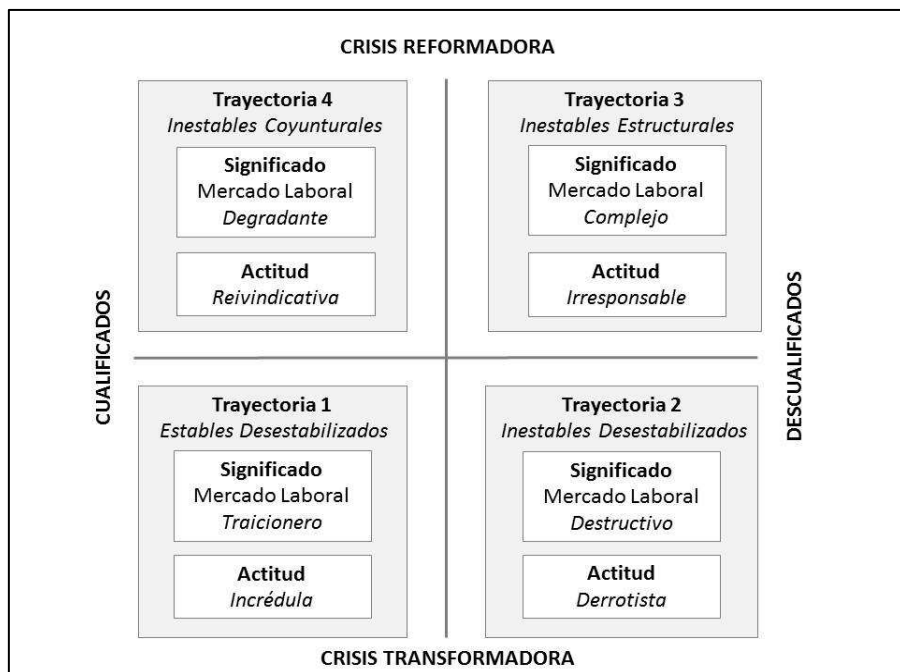 CRISIS REFORMADORA
Trayectoria 4
Inestables Coyunturales
Significado
Mercado Laboral
Degradante
Actitud
Reivindicativa
Trayectoria 3
Inestables Estructurales
Significado
Mercado Laboral
Complejo
Actitud
Irresponsable
CUALIFICADOS
DESCUALIFICADOS
Trayectoria 1
Estables Desestabilizados
Significado
Mercado Laboral
Traicionero
Actitud
Incrédula
Trayectoria 2
Inestables Desestabilizados
Significado
Mercado Laboral
Destructivo
Actitud
Derrotista
CRISIS TRANSFORMADORA